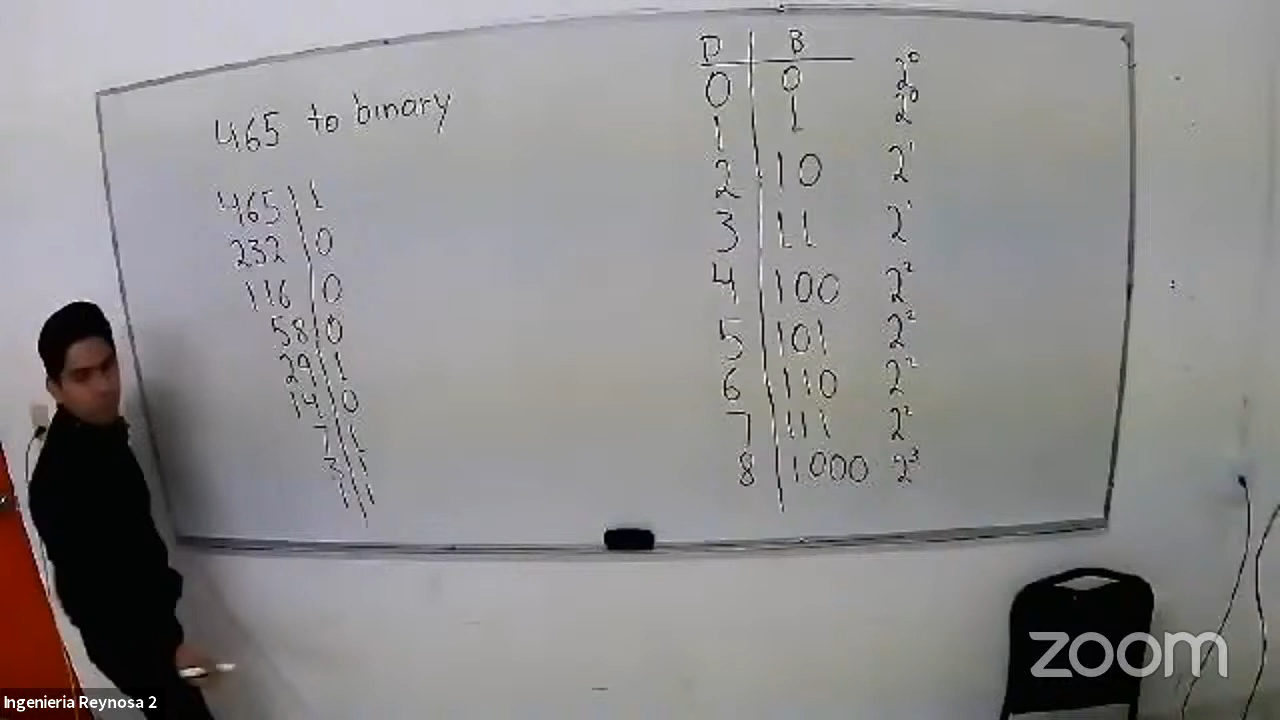 465 to binary
465 | 1
232 | 0
116 | 0
58 | 0
29 | 1
14 | 0
7 | 1
3 | 1
1 | 1
D | B
0 | 0 2⁰
1 | 1 2⁰
2 | 10 2¹
3 | 11 2¹
4 | 100 2²
5 | 101 2²
6 | 110 2²
7 | 111 2²
8 | 1000 2³
zoom
Ingenieria Reynosa 2